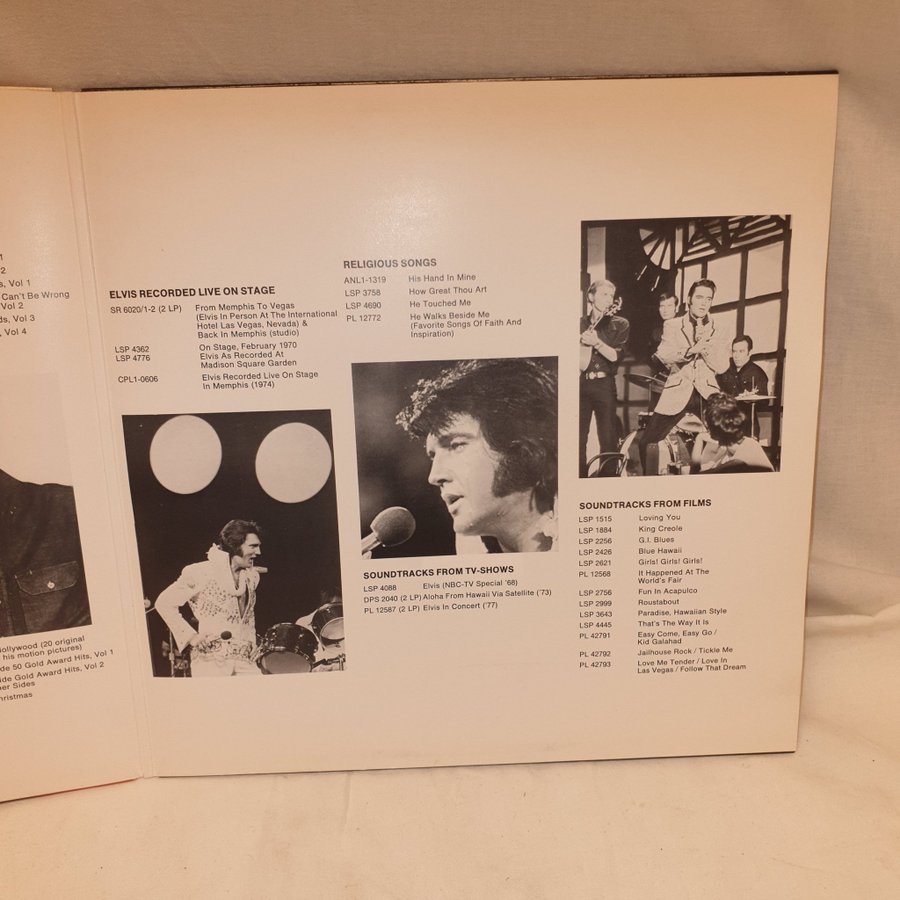 1
2
s, Vol 1
Can't Be Wrong
Vol 2
ds, Vol 3
, Vol 4
Hollywood (20 original
his motion pictures)
de 50 Gold Award Hits, Vol 1
ide Gold Award Hits, Vol 2
her Sides
hristmas
ELVIS RECORDED LIVE ON STAGE
SR 6020/1-2 (2 LP) From Memphis To Vegas
(Elvis In Person At The International
Hotel Las Vegas, Nevada) &
Back In Memphis (studio)
LSP 4362 On Stage, February 1970
LSP 4776 Elvis As Recorded At
Madison Square Garden
CPL1-0606 Elvis Recorded Live On Stage
In Memphis (1974)
RELIGIOUS SONGS
ANL1-1319 His Hand In Mine
LSP 3758 How Great Thou Art
LSP 4690 He Touched Me
PL 12772 He Walks Beside Me
(Favorite Songs Of Faith And
Inspiration)
SOUNDTRACKS FROM TV-SHOWS
LSP 4088 Elvis (NBC-TV Special '68)
DPS 2040 (2 LP) Aloha From Hawaii Via Satellite ('73)
PL 12587 (2 LP) Elvis In Concert ('77)
SOUNDTRACKS FROM FILMS
LSP 1515 Loving You
LSP 1884 King Creole
LSP 2256 G.I. Blues
LSP 2426 Blue Hawaii
LSP 2621 Girls! Girls! Girls!
PL 12568 It Happened At The
World's Fair
LSP 2756 Fun In Acapulco
LSP 2999 Roustabout
LSP 3643 Paradise, Hawaiian Style
LSP 4445 That's The Way It Is
PL 42791 Easy Come, Easy Go /
Kid Galahad
PL 42792 Jailhouse Rock / Tickle Me
PL 42793 Love Me Tender / Love In
Las Vegas / Follow That Dream